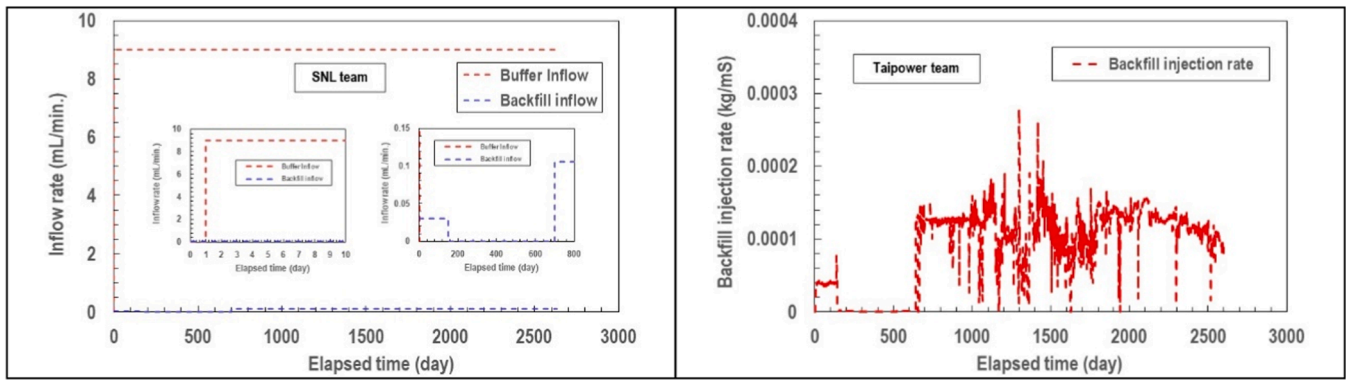 10
8
6
4
2
0
Inflow rate (mL/min.)
SNL team
Buffer Inflow
Backfill inflow
10
8
6
4
2
0
Inflow rate (mL/min.)
Buffer Inflow
Backfill inflow
0 1 2 3 4 5 6 7 8 9 10
Elapsed time (day)
0.15
0.1
0.05
0
Inflow rate (mL/min.)
Buffer Inflow
Backfill inflow
0 200 400 600 800
Elapsed time (day)
0 500 1000 1500 2000 2500 3000
Elapsed time (day)
0.0004
0.0003
0.0002
0.0001
0
Backfill injection rate (kg/mS)
Taipower team
Backfill injection rate
0 500 1000 1500 2000 2500 3000
Elapsed time (day)